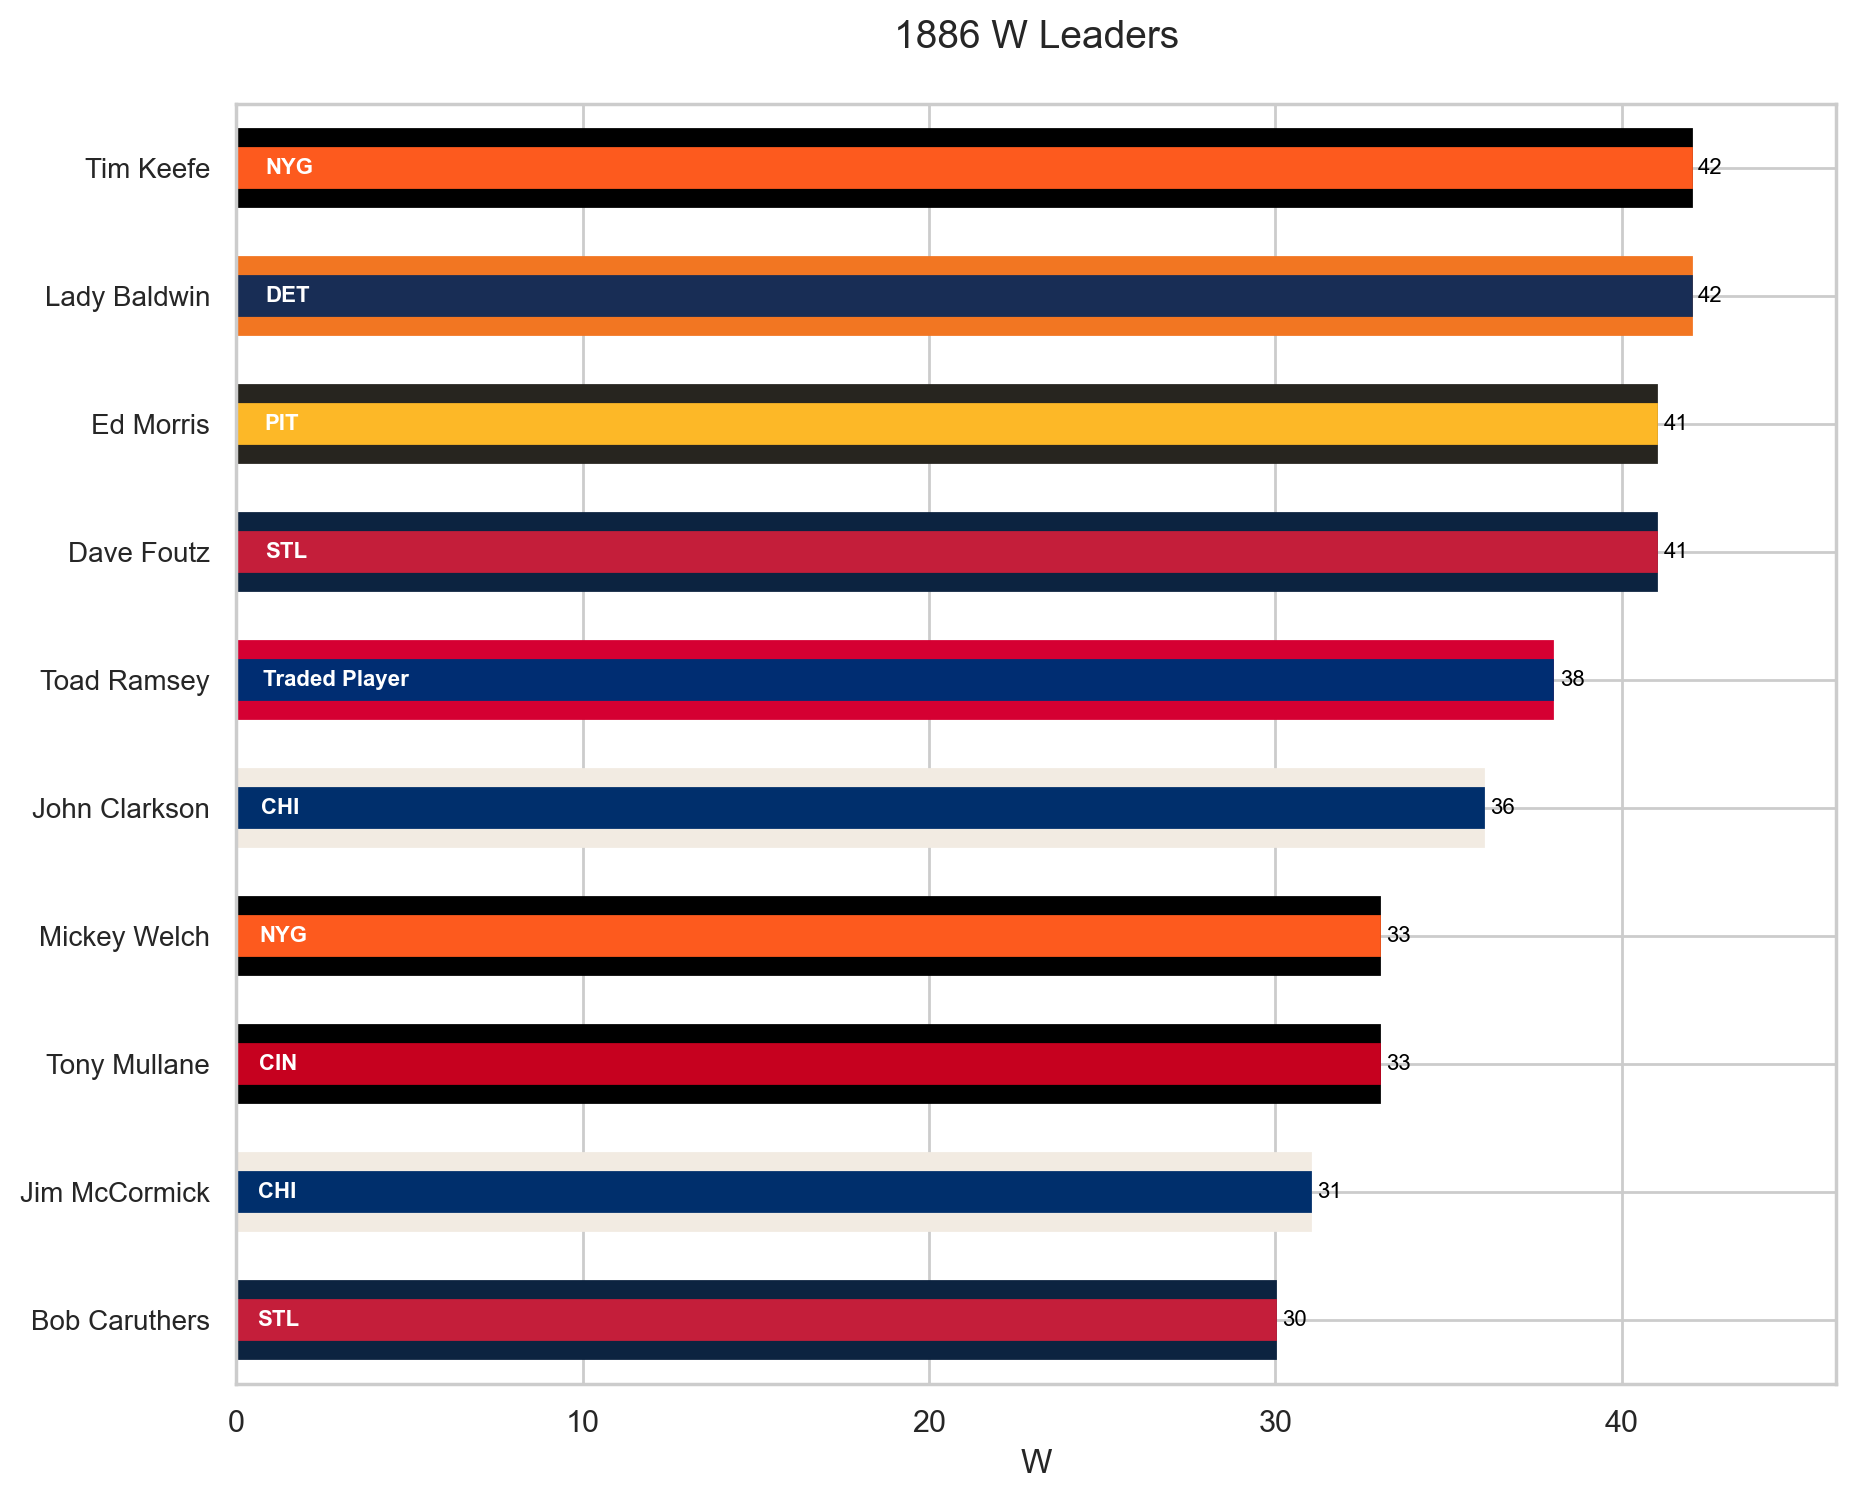 1886 W Leaders
Tim Keefe NYG 42
Lady Baldwin DET 42
Ed Morris PIT 41
Dave Foutz STL 41
Toad Ramsey Traded Player 38
John Clarkson CHI 36
Mickey Welch NYG 33
Tony Mullane CIN 33
Jim McCormick CHI 31
Bob Caruthers STL 30
0 10 20 30 40
W